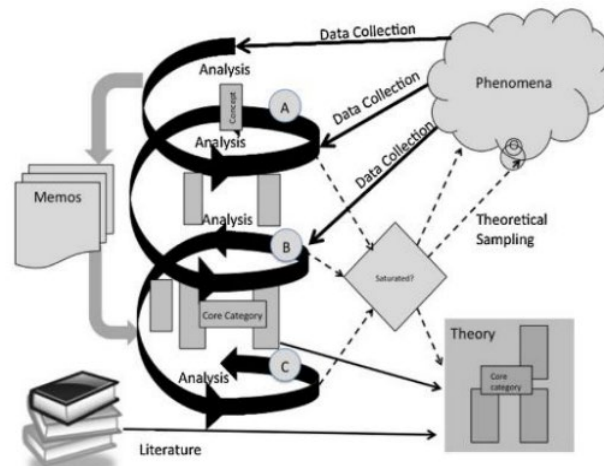 Data Collection
Analysis
Phenomena
Concept
A
Data Collection
Analysis
Data Collection
Memos
Analysis
B
Theoretical
Sampling
Saturated?
Core Category
Theory
C
Core
category
Analysis
Literature